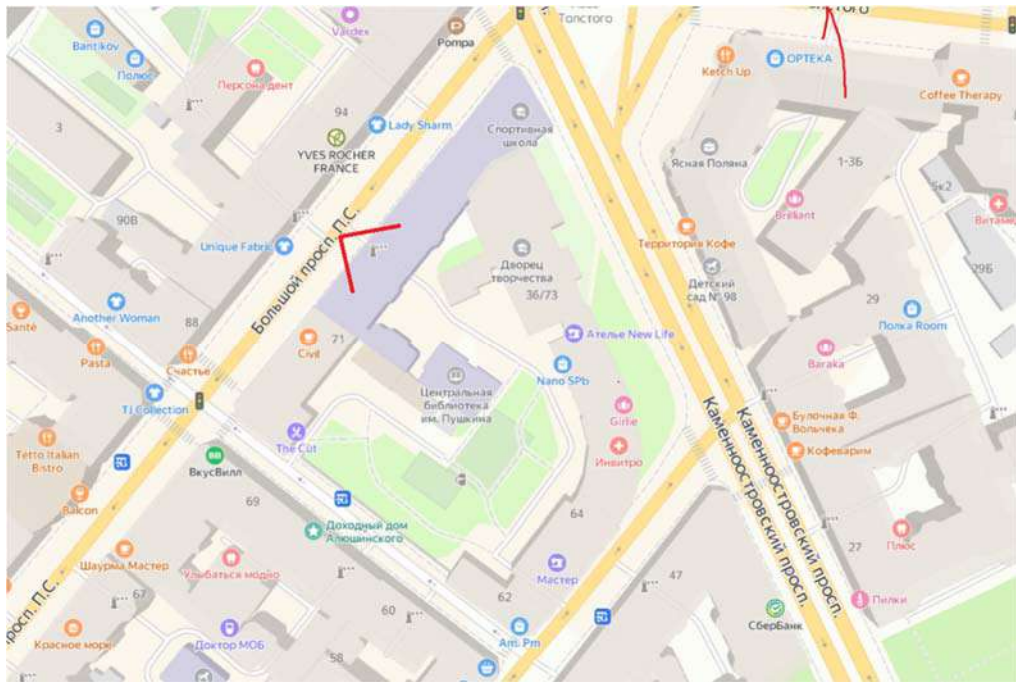 Толстого
Vardex
Bantikov
Pompa
Полюс
Ketch Up
ОРТЕКА
Персона дент
Coffee Therapy
94
Спортивная
школа
Lady Sharm
3
YVES ROCHER
FRANCE
Ясная Поляна
1-3Б
5к2
Brilliant
Витамед
90В
Большой просп. П.С.
Unique Fabric
Территория Кофе
Дворец
творчества
36/73
Детский
сад № 98
29Б
Santé
Another Woman
88
29
Полка Room
71
Civil
Ателье New Life
Pasta
Счастье
Baraka
Nano SPb
Центральная
библиотека
им. Пушкина
TJ Collection
Girlie
Каменноостровский просп.
Каменноостровский просп.
Булочная Ф.
Вольчека
Кофеварим
The Cut
Tetto Italian
Bistro
ВВ
ВкусВилл
Инвитро
Balcon
69
64
Доходный дом
Алюшинского
27
Плюс
Шаурма Мастер
Улыбаться модно
Мастер
47
67
60
62
Пилки
СберБанк
просп. П.С.
Доктор МОБ
Am. Pm
58